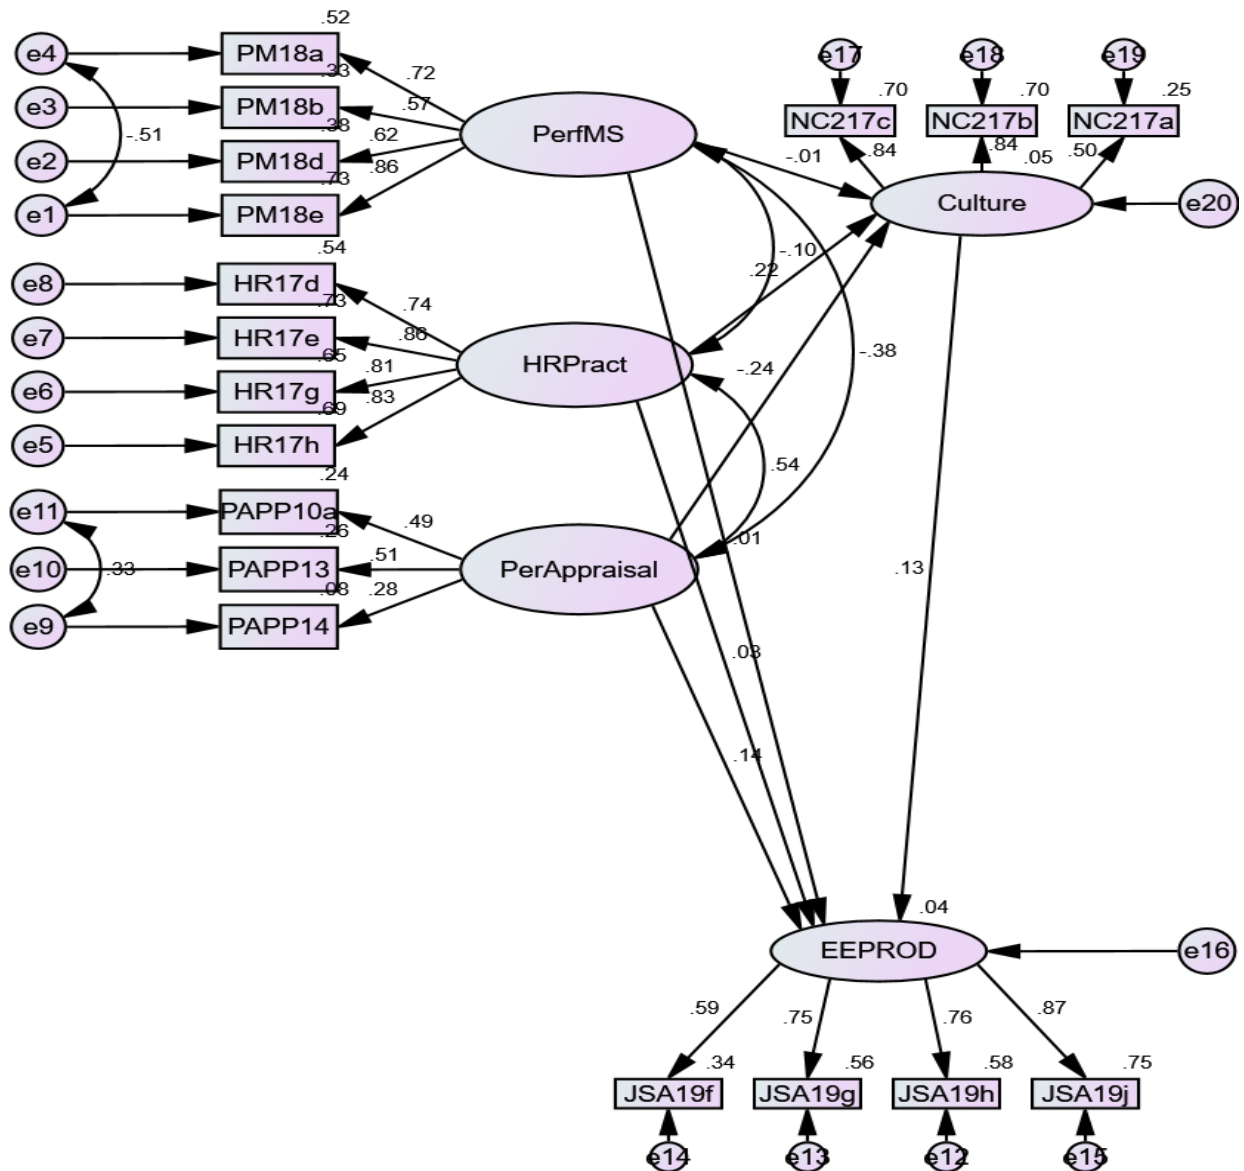 .52
e4
PM18a
.33
.72
e3
PM18b
.57
.38
.62
-.51
e2
PM18d
.73
.86
e1
PM18e
PerfMS
e17
e18
e19
.70
.70
.25
NC217c
NC217b
NC217a
.84
.84
.05
.50
-.01
Culture
e20
.54
e8
HR17d
.73
.74
e7
HR17e
.86
.65
.81
e6
HR17g
.69
.83
e5
HR17h
HRPract
-.10
.22
-.38
-.24
.54
.24
e11
PAPP10a
.26
.49
.33
e10
PAPP13
.51
.08
.28
e9
PAPP14
PerAppraisal
.01
.13
.03
.14
.04
EEPROD
e16
.59
.75
.76
.87
.34
.56
.58
.75
JSA19f
JSA19g
JSA19h
JSA19j
e14
e13
e12
e15